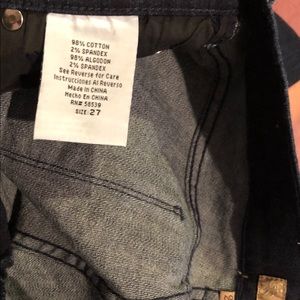 98% COTTON
2% SPANDEX
98% ALGODON
2% SPANDEX
See Reverse for Care
Instrucciones Al Reverso
Made In CHINA
Hecho En CHINA
RN# 58539
SIZE: 27